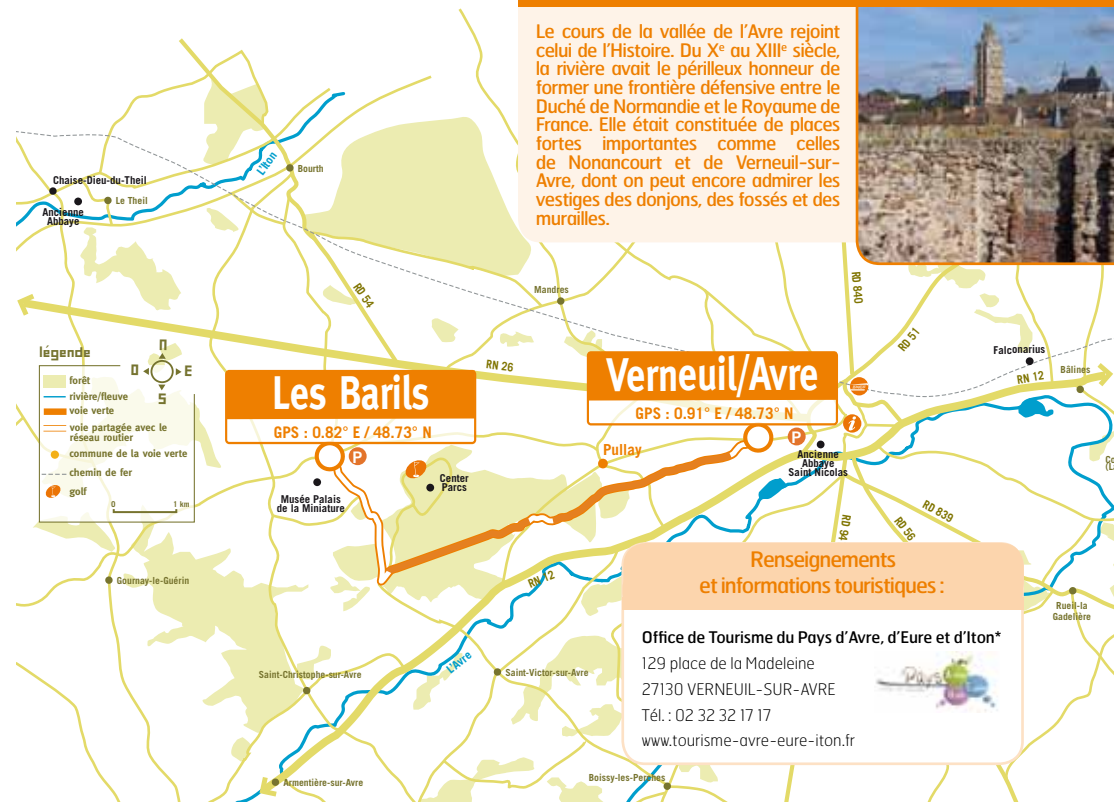 Le cours de la vallée de l'Avre rejoint
celui de l'Histoire. Du Xe au XIIIe siècle,
la rivière avait le périlleux honneur de
former une frontière défensive entre le
Duché de Normandie et le Royaume de
France. Elle était constituée de places
fortes importantes comme celles
de Nonancourt et de Verneuil-sur-
Avre, dont on peut encore admirer les
vestiges des donjons, des fossés et des
murailles.
L'Iton
Bourth
Chaise-Dieu-du-Theil
Le Theil
Ancienne
Abbaye
RD 54
Mandres
RD 840
RD 51
RN 26
Falconarius
RN 12
Bâlines
légende
N
O
E
S
forêt
rivière/fleuve
voie verte
voie partagée avec le
réseau routier
commune de la voie verte
chemin de fer
golf
0
1 km
Les Barils
GPS : 0.82° E / 48.73° N
Verneuil/Avre
GPS : 0.91° E / 48.73° N
P
Musée Palais
de la Miniature
Center
Parcs
Pullay
P
i
Ancienne
Abbaye
Saint Nicolas
RD 94
RD 56
RD 839
RN 12
Gournay-le-Guérin
Saint-Christophe-sur-Avre
L'Avre
Saint-Victor-sur-Avre
Armentière-sur-Avre
Boissy-les-Perches
Rueil-la
Gadelière
Renseignements
et informations touristiques :
Office de Tourisme du Pays d'Avre, d'Eure et d'Iton*
129 place de la Madeleine
27130 VERNEUIL-SUR-AVRE
Tél. : 02 32 32 17 17
www.tourisme-avre-eure-iton.fr
Pays